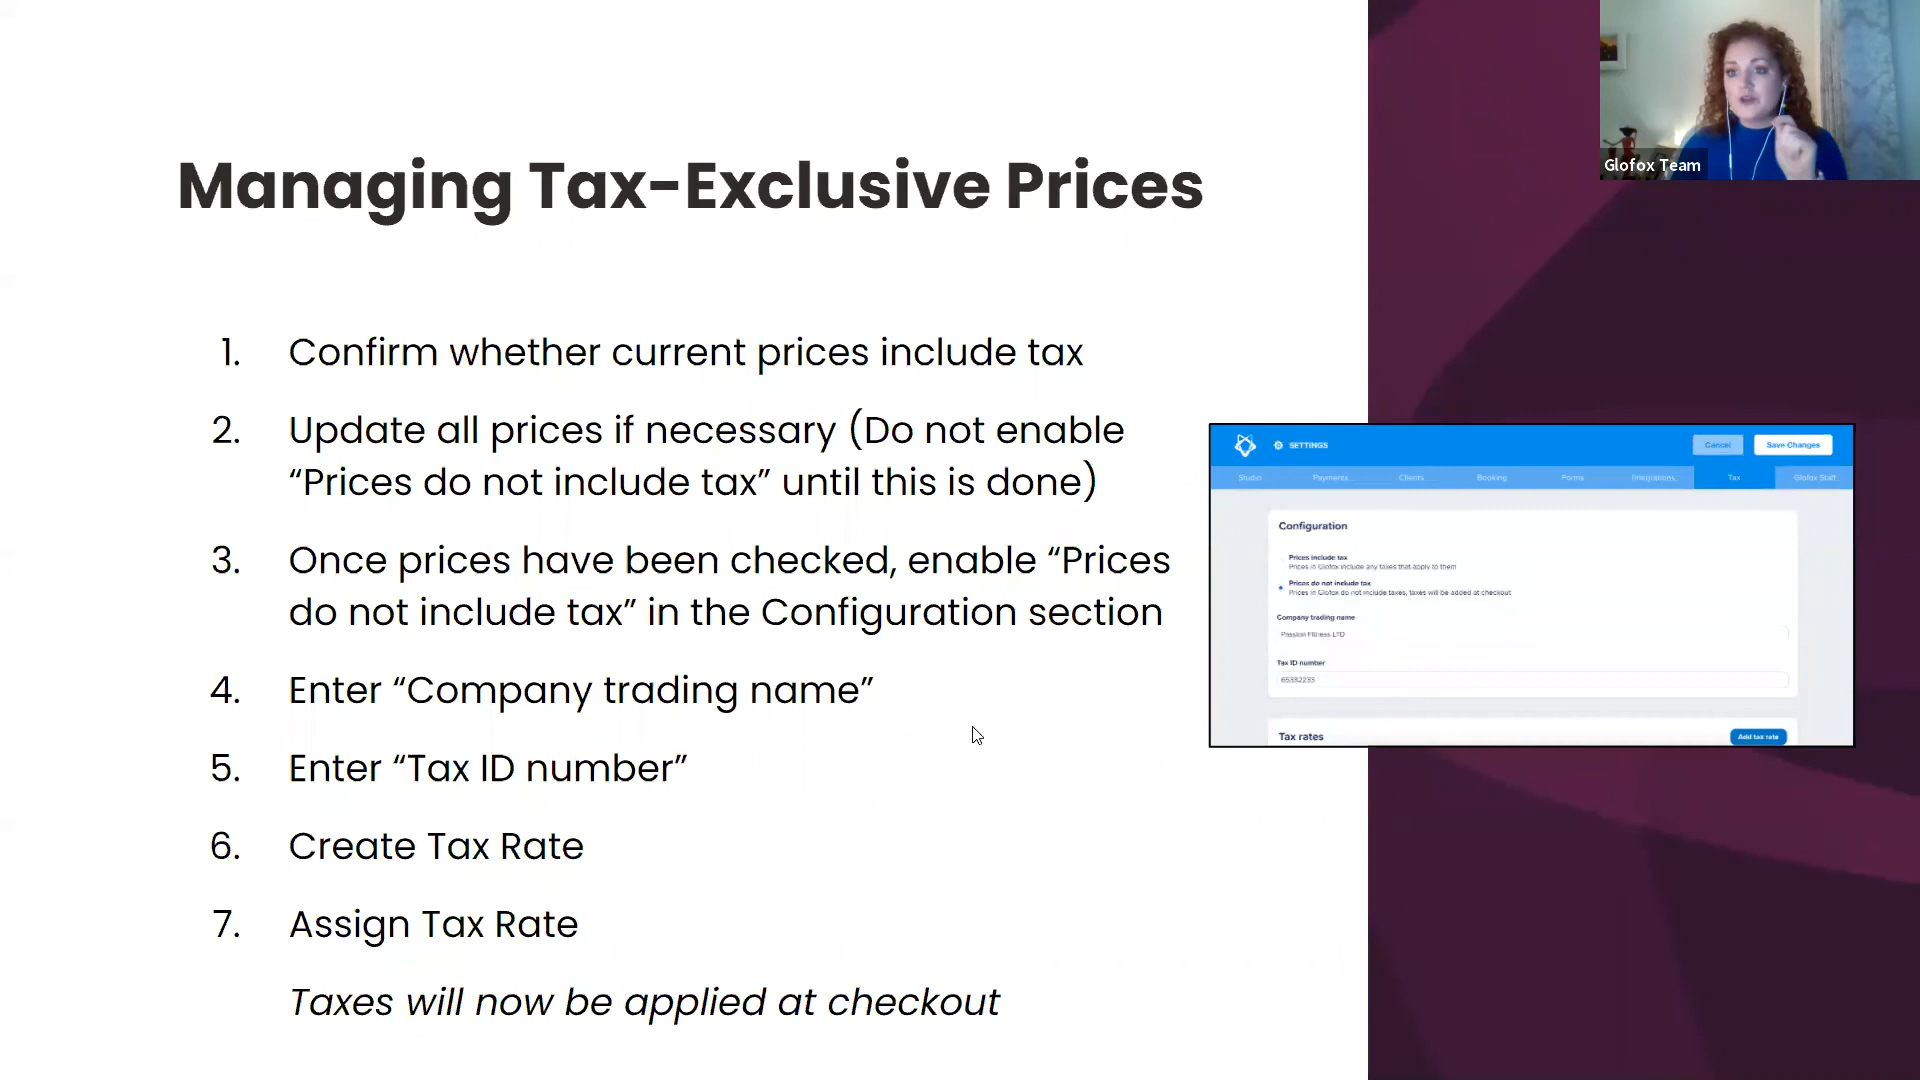 Managing Tax-Exclusive Prices
1. Confirm whether current prices include tax
2. Update all prices if necessary (Do not enable
“Prices do not include tax” until this is done)
3. Once prices have been checked, enable “Prices
do not include tax” in the Configuration section
4. Enter “Company trading name”
5. Enter “Tax ID number”
6. Create Tax Rate
7. Assign Tax Rate
Taxes will now be applied at checkout
Glofox Team
SETTINGS
Cancel
Save Changes
Studio Payments Clients Booking Forms Integrations Tax Glofox Staff
Configuration
Prices include tax
Prices in Glofox include any taxes that apply to them
Prices do not include tax
Prices in Glofox do not include taxes, taxes will be added at checkout
Company trading name
Passion Fitness LTD
Tax ID number
65332233
Tax rates
Add tax rate